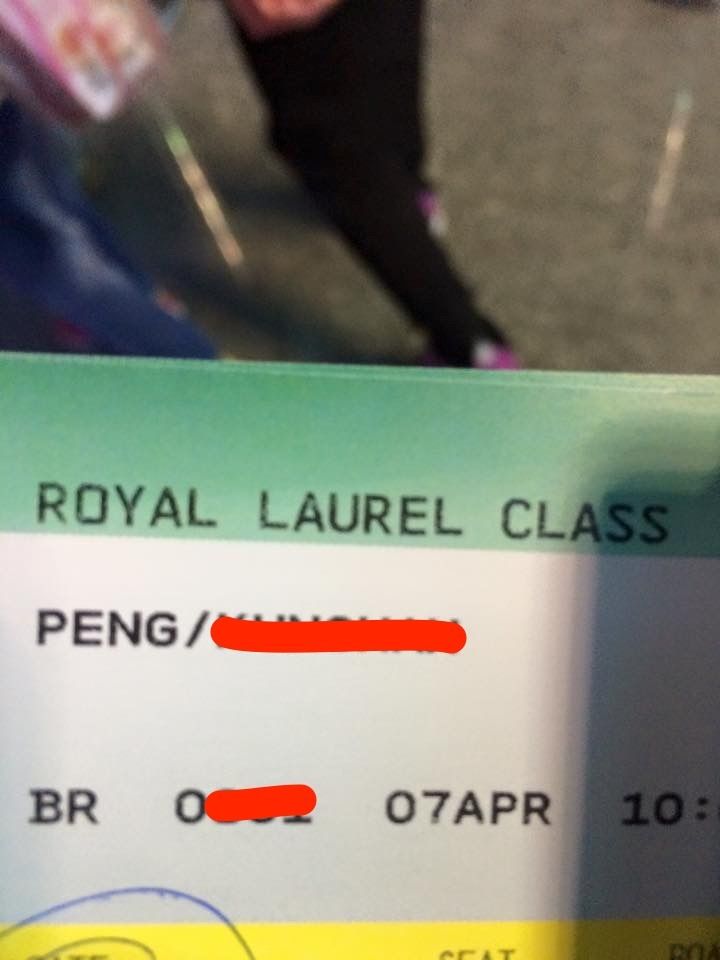 ROYAL LAUREL CLASS
PENG/
BR 0 07APR 10:
SEAT